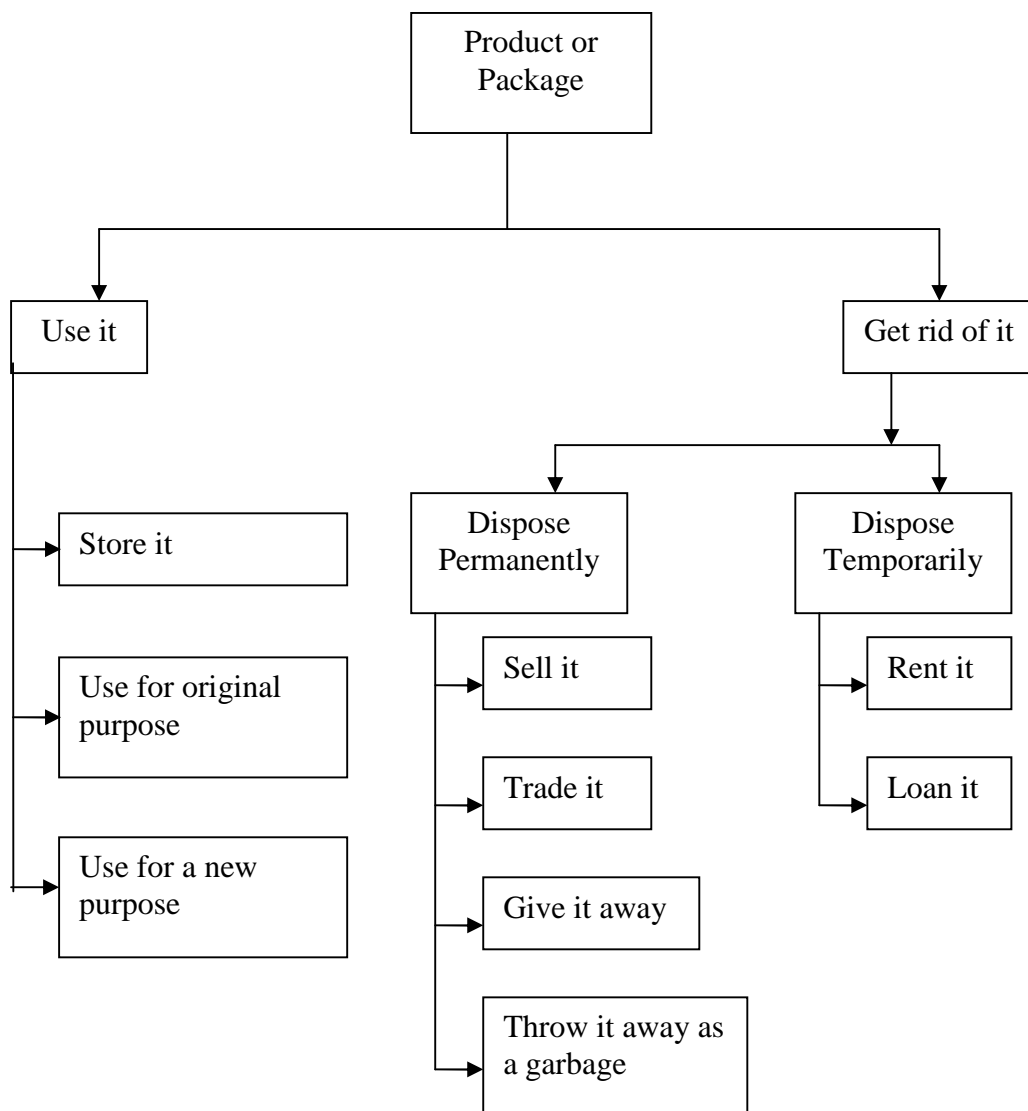 Product or
Package
Use it
Get rid of it
Store it
Use for original
purpose
Use for a new
purpose
Dispose
Permanently
Sell it
Trade it
Give it away
Throw it away as
a garbage
Dispose
Temporarily
Rent it
Loan it